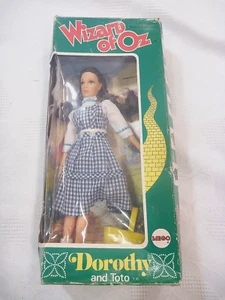 Wizard
of Oz
MEGO
Dorothy
and Toto